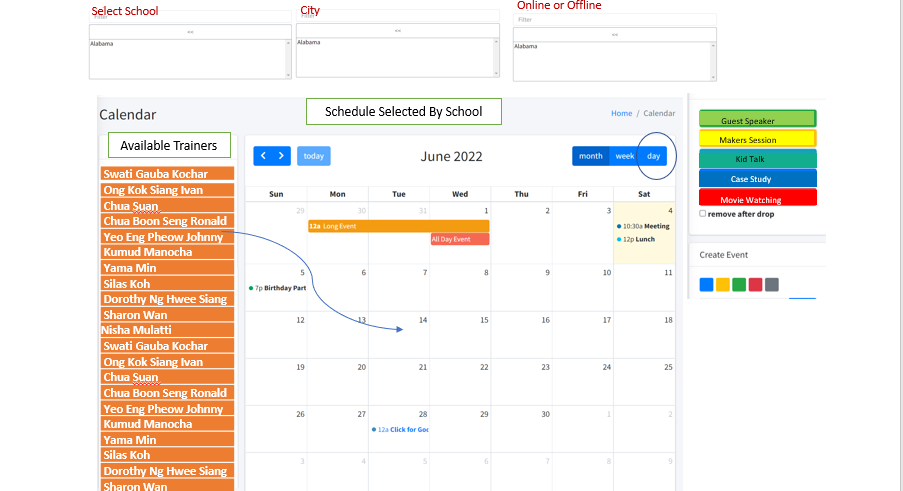 Select School
Filter
Alabama
City
Filter
Alabama
Online or Offline
Filter
Alabama
Calendar
Schedule Selected By School
Home / Calendar
Available Trainers
Swati Gauba Kochar
Ong Kok Siang Ivan
Chua Suan
Chua Boon Seng Ronald
Yeo Eng Pheow Johnny
Kumud Manocha
Yama Min
Silas Koh
Dorothy Ng Hwee Siang
Sharon Wan
Nisha Mulatti
Swati Gauba Kochar
Ong Kok Siang Ivan
Chua Suan
Chua Boon Seng Ronald
Yeo Eng Pheow Johnny
Kumud Manocha
Yama Min
Silas Koh
Dorothy Ng Hwee Siang
Sharon Wan
today
June 2022
month week day
Sun Mon Tue Wed Thu Fri Sat
29 30 31 1 2 3 4
12a Long Event
10:30a Meeting
All Day Event
12p Lunch
5 6 7 8 9 10 11
7p Birthday Part
12 13 14 15 16 17 18
19 20 21 22 23 24 25
26 27 28 29 30 1 2
12a Click for Goo
3 4 5 6 7 8 9
Guest Speaker
Makers Session
Kid Talk
Case Study
Movie Watching
remove after drop
Create Event